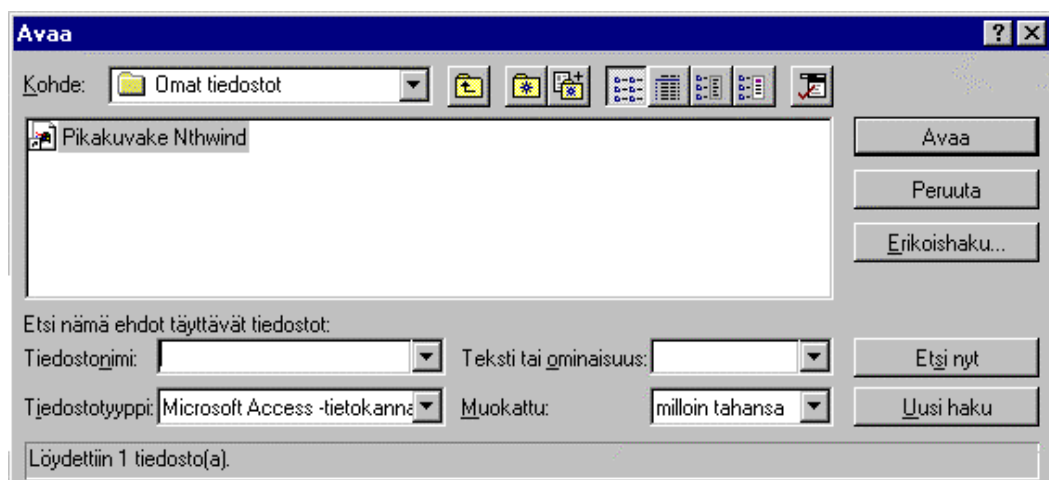 Avaa
Kohde: Omat tiedostot
Pikakuvake Nthwind
Avaa
Peruuta
Erikoishaku...
Etsi nämä ehdot täyttävät tiedostot:
Tiedostonimi: Teksti tai ominaisuus: Etsi nyt
Tiedostotyyppi: Microsoft Access -tietokanna Muokattu: milloin tahansa Uusi haku
Löydettiin 1 tiedosto(a).